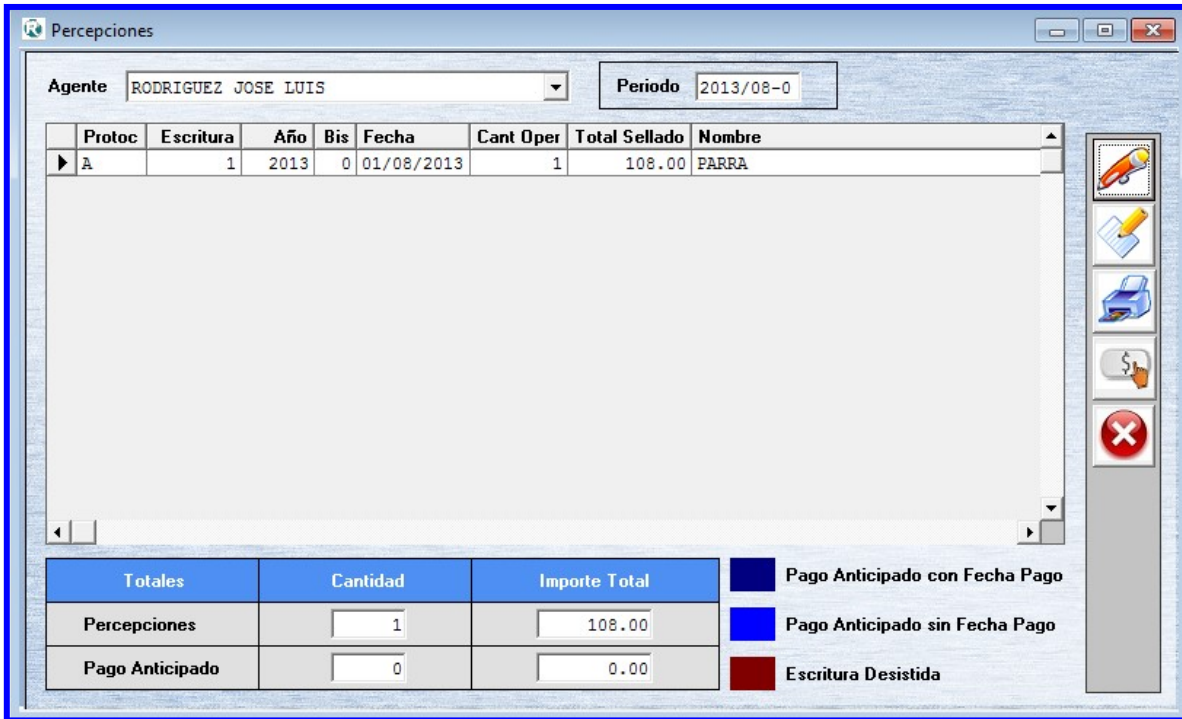 Percepciones
Agente RODRIGUEZ JOSE LUIS Periodo 2013/08-0
Protoc Escritura Año Bis Fecha Cant Oper Total Sellado Nombre
A 1 2013 0 01/08/2013 1 108.00 PARRA
Totales Cantidad Importe Total
Percepciones 1 108.00
Pago Anticipado 0 0.00
Pago Anticipado con Fecha Pago
Pago Anticipado sin Fecha Pago
Escritura Desistida
$